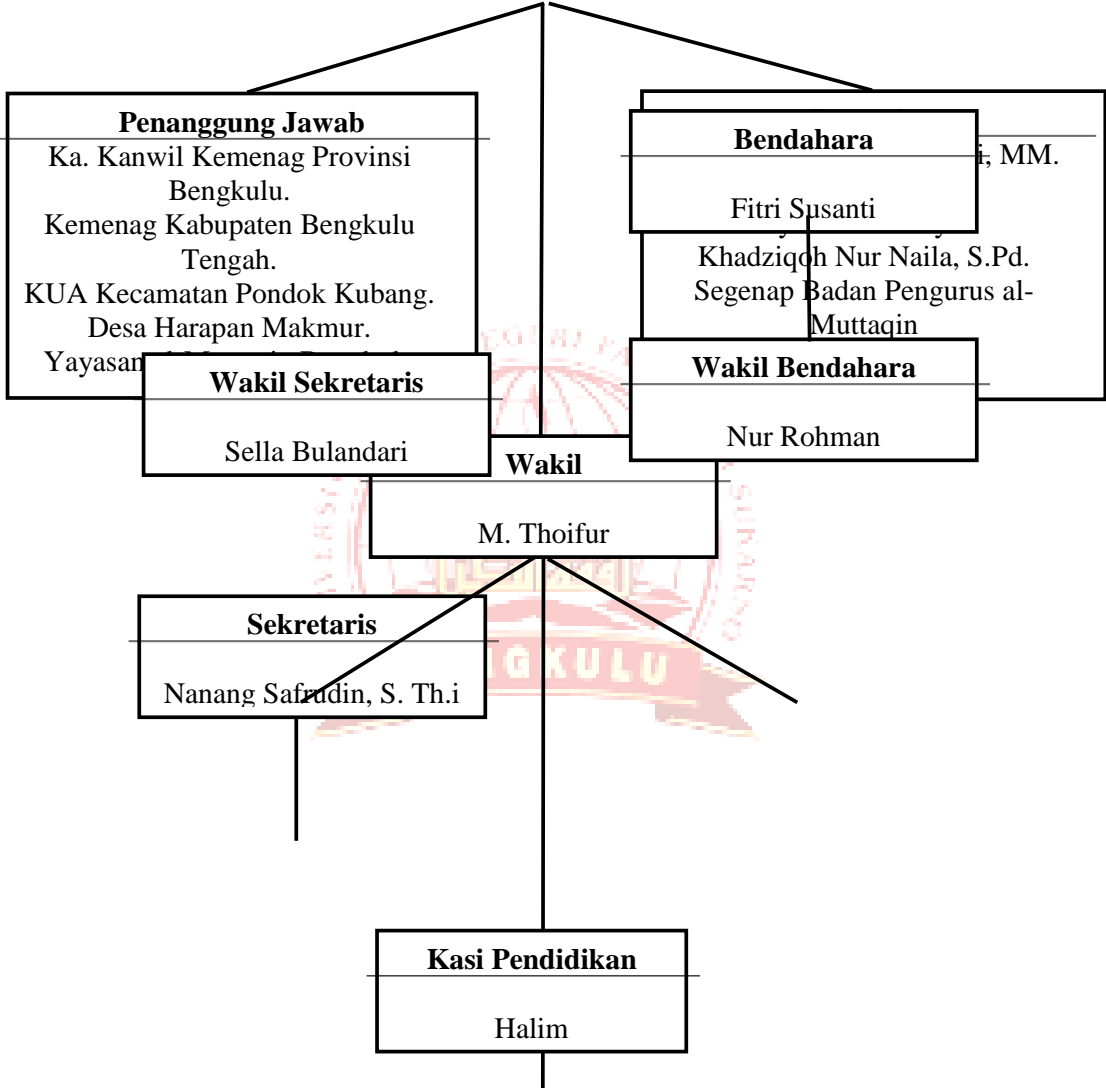 Penanggung Jawab
Ka. Kanwil Kemenag Provinsi
Bengkulu.
Kemenag Kabupaten Bengkulu
Tengah.
KUA Kecamatan Pondok Kubang.
Desa Harapan Makmur.
Bendahara
Fitri Susanti
MM.
Khadziqoh Nur Naila, S.Pd.
Segenap Badan Pengurus al-
Muttaqin
Wakil Sekretaris
Sella Bulandari
Wakil Bendahara
Nur Rohman
Wakil
M. Thoifur
Sekretaris
Nanang Safrudin, S. Th.i
Kasi Pendidikan
Halim